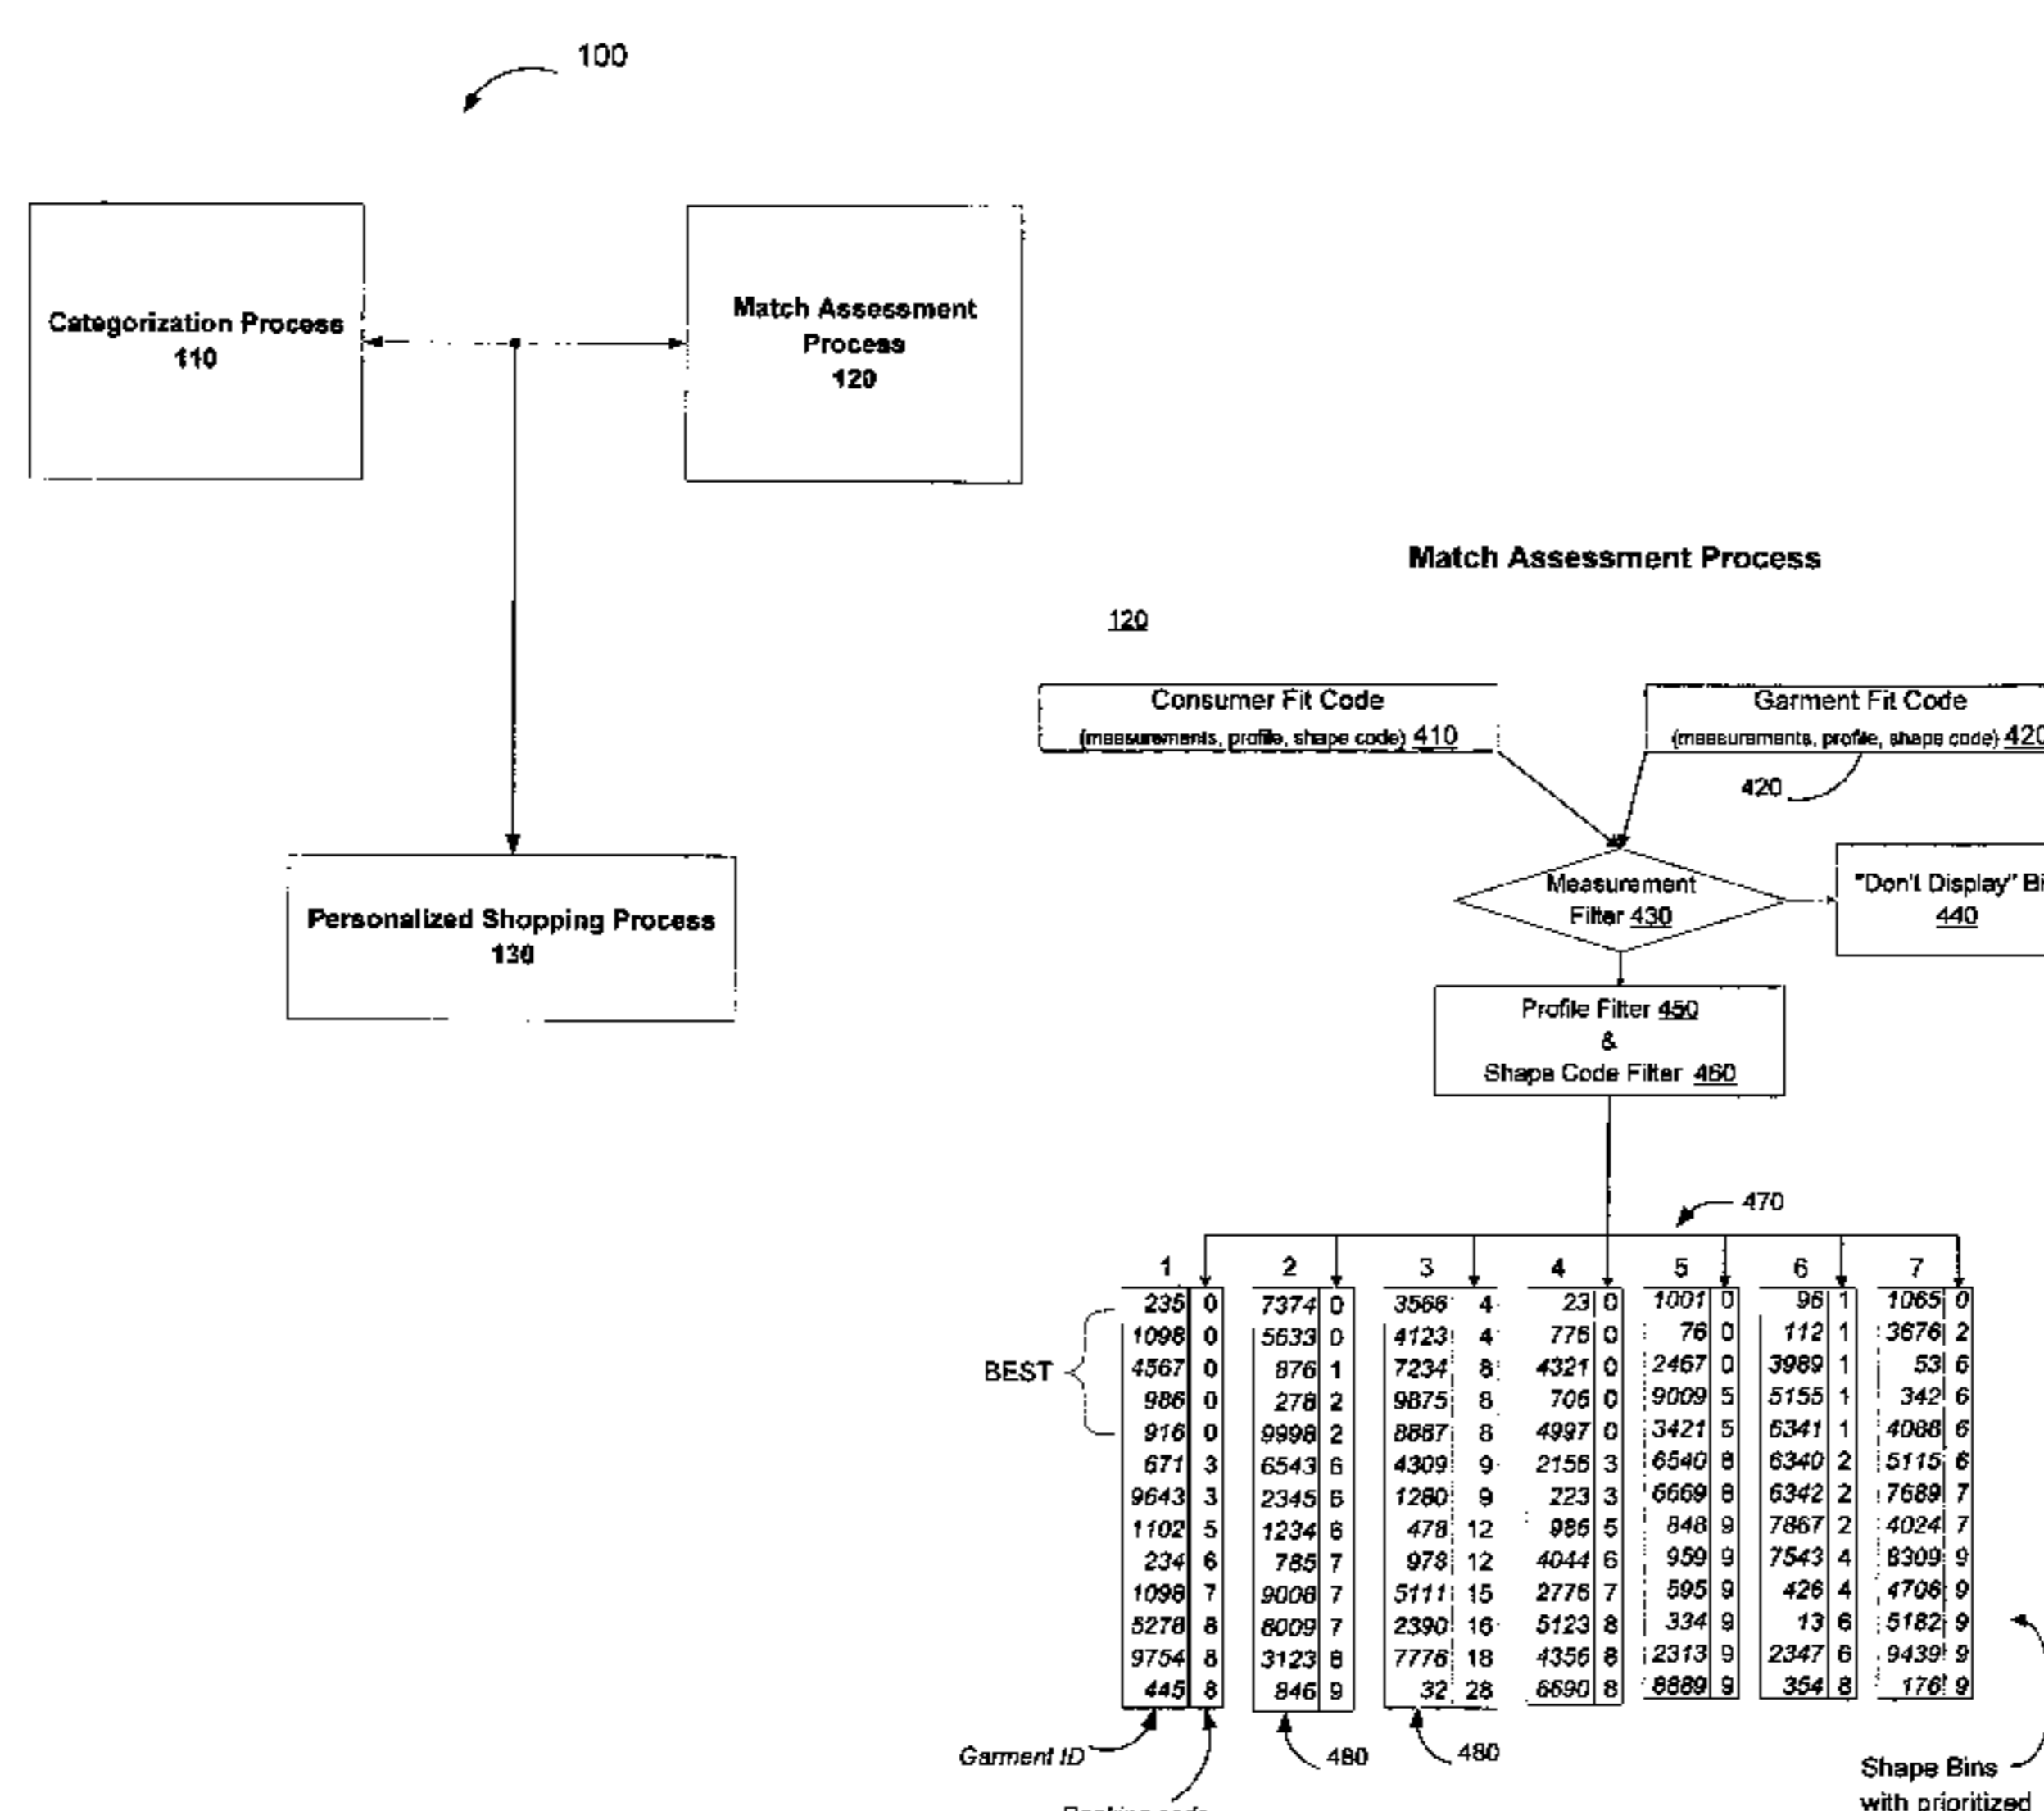 100
Categorization Process
110
Match Assessment
Process
120
Personalized Shopping Process
130
Match Assessment Process
120
Consumer Fit Code
(measurements, profile, shape code) 410
Garment Fit Code
(measurements, profile, shape code) 420
420
Measurement
Filter 430
"Don't Display"
440
Profile Filter 450
&
Shape Code Filter 460
470
1 2 3 4 5 6 7
235 0 7374 0 3566 4 23 0 1001 0 96 1 1065 0
1098 0 5633 0 4123 4 776 0 76 0 112 1 3676 2
4567 0 876 1 7234 8 4321 0 2467 0 3989 1 53 6
BEST
986 0 278 2 9875 8 706 0 9009 5 5155 1 342 6
916 0 9998 2 8887 8 4997 0 3421 5 6341 1 4088 6
671 3 6543 6 4309 9 2156 3 6540 8 6340 2 5115 6
9643 3 2345 6 1280 9 223 3 6669 8 6342 2 7689 7
1102 5 1234 6 478 12 986 5 848 9 7867 2 4024 7
234 6 785 7 978 12 4044 6 959 9 7543 4 8309 9
1098 7 9006 7 5111 15 2776 7 595 9 426 4 4706 9
5278 8 8009 7 2390 16 5123 8 334 9 13 6 5182 9
9754 8 3123 8 7776 18 4356 8 2313 9 2347 6 9439 9
445 8 846 9 32 28 6690 8 8889 9 354 8 176 9
Garment ID
480
480
Shape Bins
with prioritized